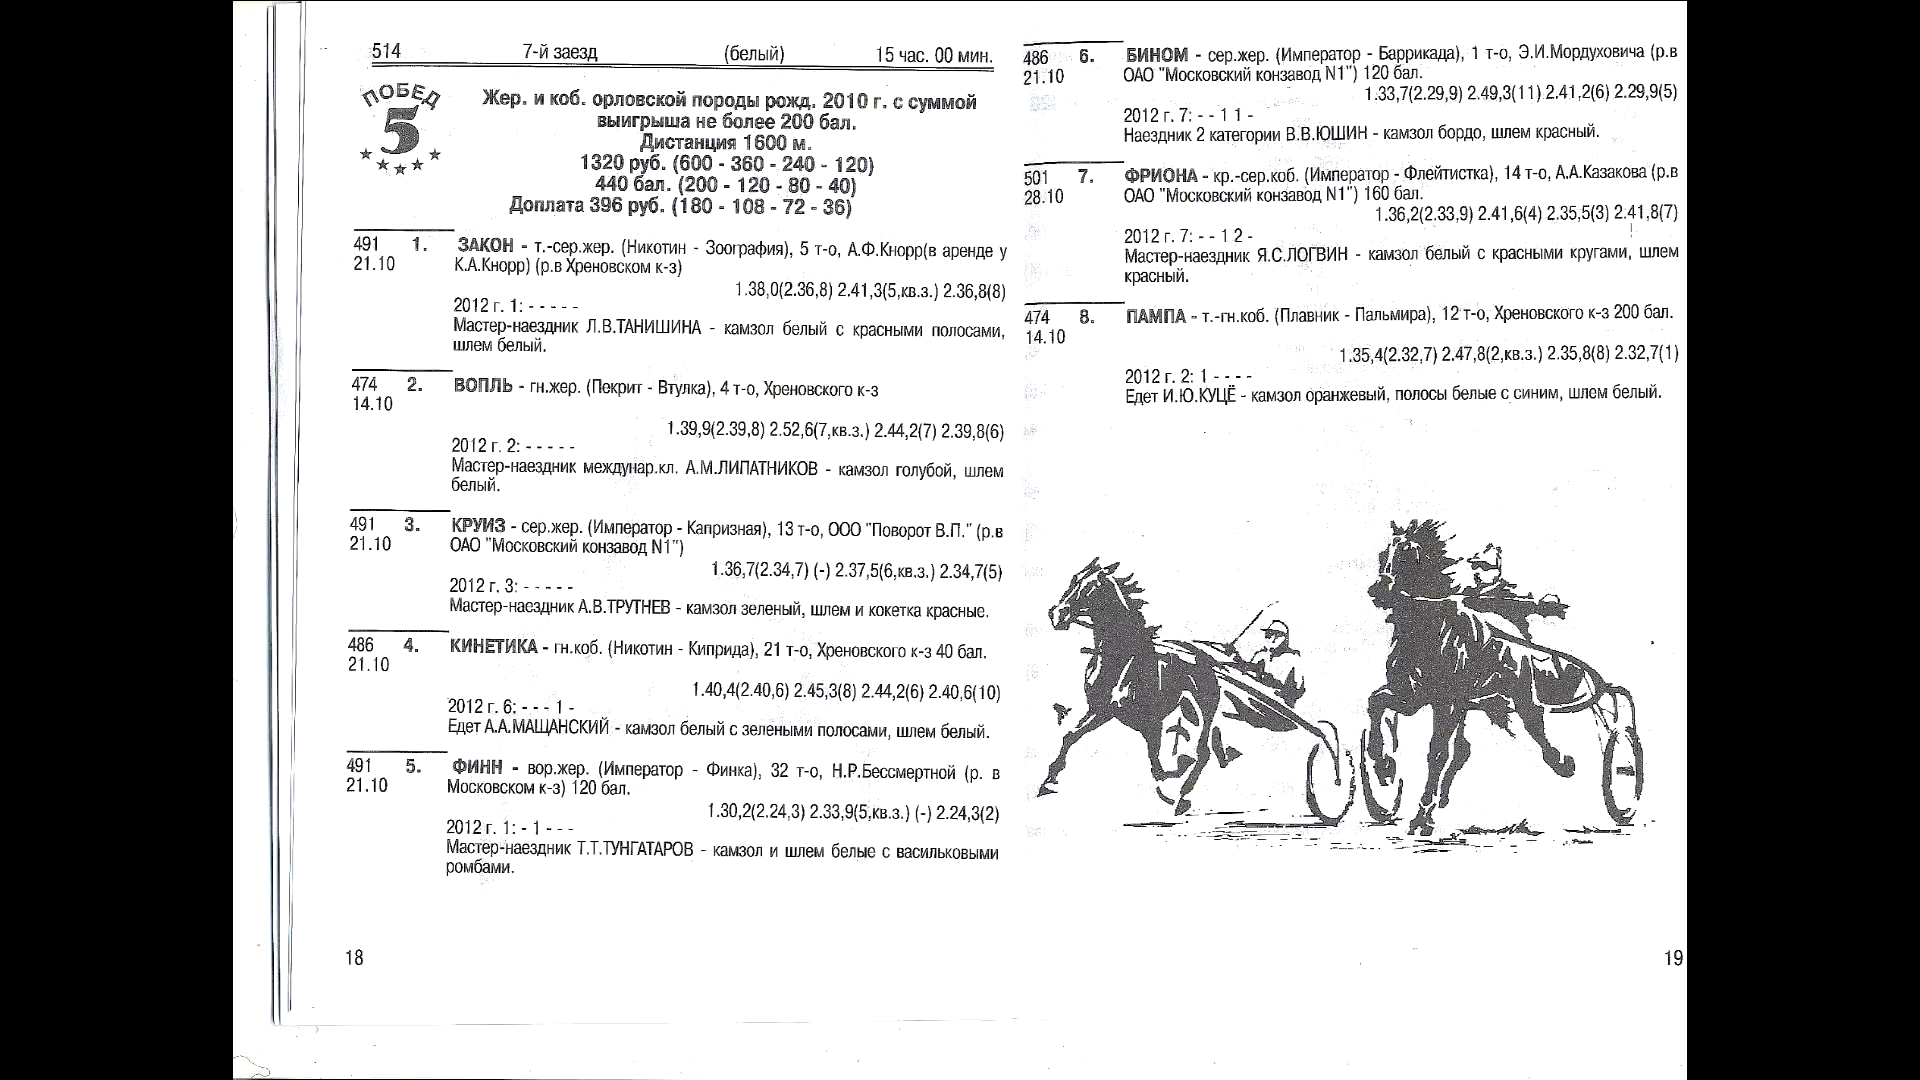 514 7-й заезд (белый) 15 час. 00 мин.
ПОБЕД
5
Жер. и коб. орловской породы рожд. 2010 г. с суммой
выигрыша не более 200 бал.
Дистанция 1600 м.
1320 руб. (600 - 360 - 240 - 120)
440 бал. (200 - 120 - 80 - 40)
Доплата 396 руб. (180 - 108 - 72 - 36)
491 1. ЗАКОН - т.-сер.жер. (Никотин - Зоография), 5 т-о, А.Ф.Кнорр(в аренде у
21.10 К.А.Кнорр) (р.в Хреновском к-з)
1.38,0(2.36,8) 2.41,3(5,кв.з.) 2.36,8(8)
2012 г. 1: - - - - -
Мастер-наездник Л.В.ТАНИШИНА - камзол белый с красными полосами,
шлем белый.
474 2. ВОПЛЬ - гн.жер. (Пекрит - Втулка), 4 т-о, Хреновского к-з
14.10
1.39,9(2.39,8) 2.52,6(7,кв.з.) 2.44,2(7) 2.39,8(6)
2012 г. 2: - - - - -
Мастер-наездник междунар.кл. А.М.ЛИПАТНИКОВ - камзол голубой, шлем
белый.
491 3. КРУИЗ - сер.жер. (Император - Капризная), 13 т-о, ООО "Поворот В.П." (р.в
21.10 ОАО "Московский конзавод N1")
1.36,7(2.34,7) (-) 2.37,5(6,кв.з.) 2.34,7(5)
2012 г. 3: - - - - -
Мастер-наездник А.В.ТРУТНЕВ - камзол зеленый, шлем и кокетка красные.
486 4. КИНЕТИКА - гн.коб. (Никотин - Киприда), 21 т-о, Хреновского к-з 40 бал.
21.10
1.40,4(2.40,6) 2.45,3(8) 2.44,2(6) 2.40,6(10)
2012 г. 6: - - - 1 -
Едет А.А.МАЩАНСКИЙ - камзол белый с зелеными полосами, шлем белый.
491 5. ФИНН - вор.жер. (Император - Финка), 32 т-о, Н.Р.Бессмертной (р. в
21.10 Московском к-з) 120 бал.
1.30,2(2.24,3) 2.33,9(5,кв.з.) (-) 2.24,3(2)
2012 г. 1: - 1 - - -
Мастер-наездник Т.Т.ТУНГАТАРОВ - камзол и шлем белые с васильковыми
ромбами.
18
486 6. БИНОМ - сер.жер. (Император - Баррикада), 1 т-о, Э.И.Мордуховича (р.в
21.10 ОАО "Московский конзавод N1") 120 бал.
1.33,7(2.29,9) 2.49,3(11) 2.41,2(6) 2.29,9(5)
2012 г. 7: - - 1 1 -
Наездник 2 категории В.В.ЮШИН - камзол бордо, шлем красный.
501 7. ФРИОНА - кр.-сер.коб. (Император - Флейтистка), 14 т-о, А.А.Казакова (р.в
28.10 ОАО "Московский конзавод N1") 160 бал.
1.36,2(2.33,9) 2.41,6(4) 2.35,5(3) 2.41,8(7)
2012 г. 7: - - 1 2 -
Мастер-наездник Я.С.ЛОГВИН - камзол белый с красными кругами, шлем
красный.
474 8. ПАМПА - т.-гн.коб. (Плавник - Пальмира), 12 т-о, Хреновского к-з 200 бал.
14.10
1.35,4(2.32,7) 2.47,8(2,кв.з.) 2.35,8(8) 2.32,7(1)
2012 г. 2: 1 - - - -
Едет И.Ю.КУЦЁ - камзол оранжевый, полосы белые с синим, шлем белый.
19